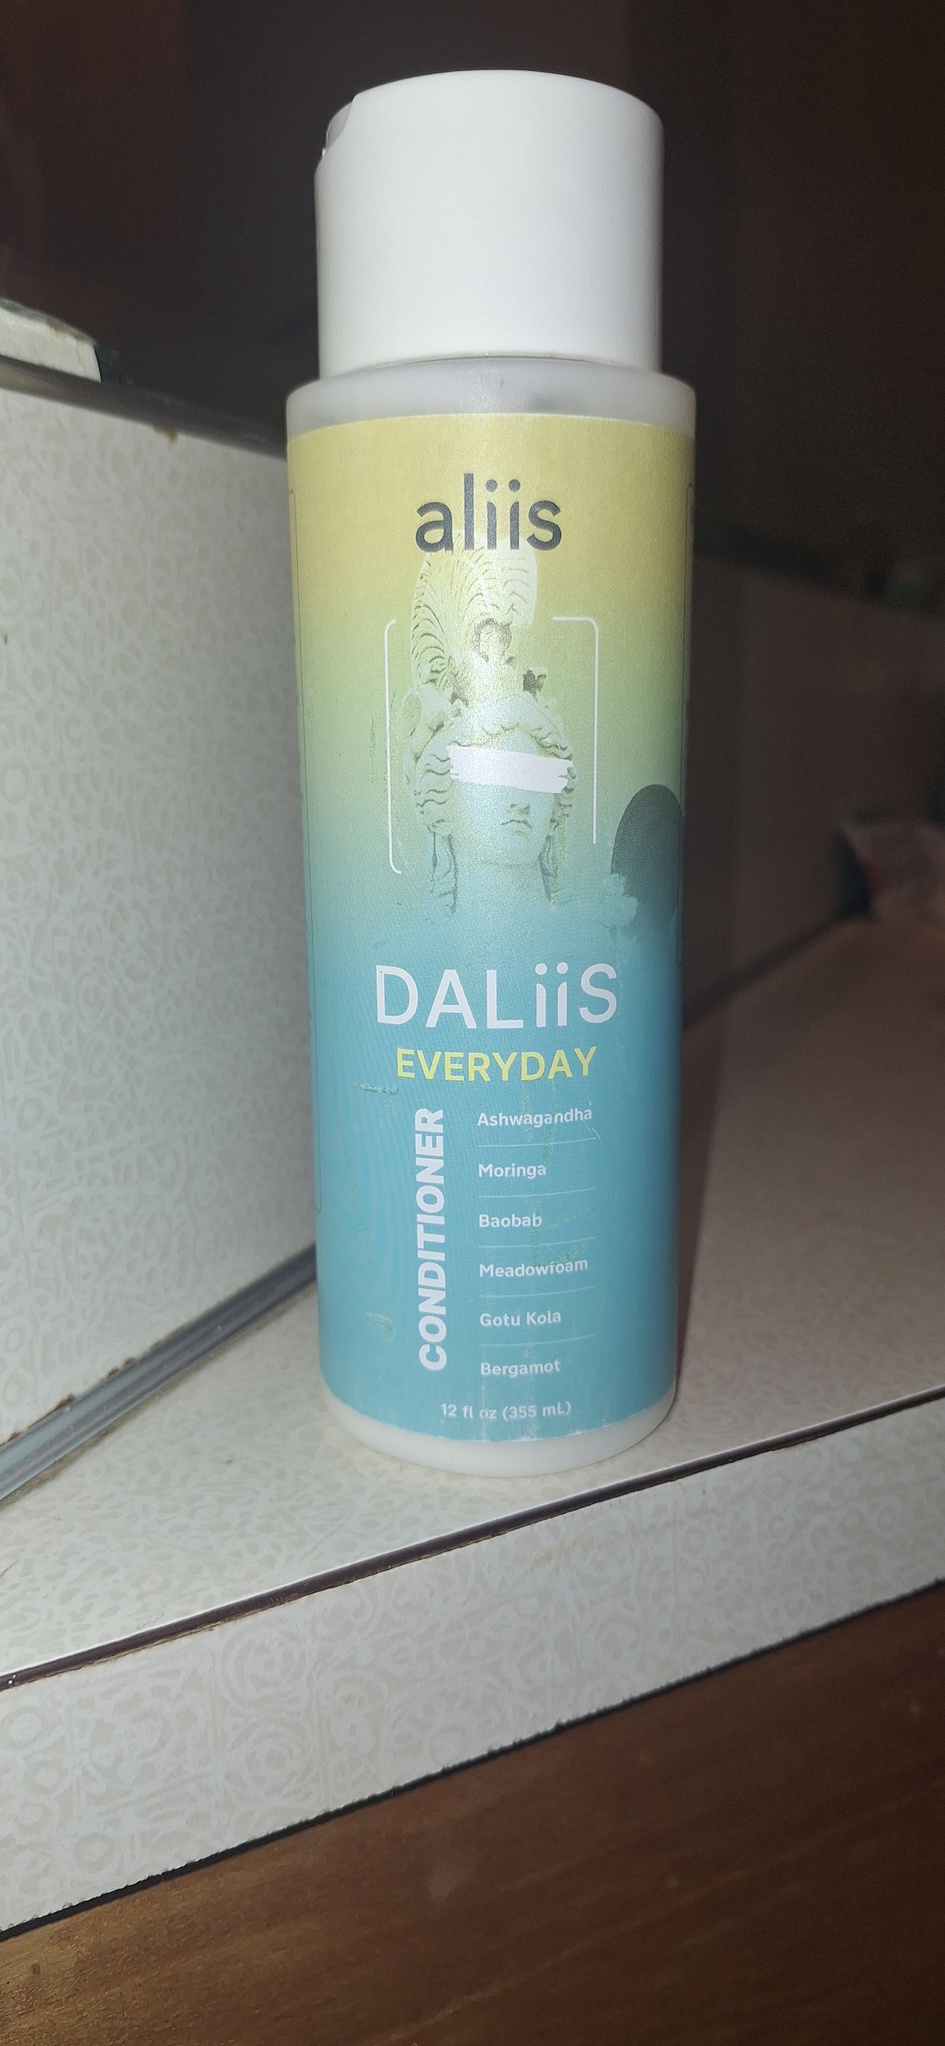 aliis
DALiiS
EVERYDAY
CONDITIONER
Ashwagandha
Moringa
Baobab
Meadowfoam
Gotu Kola
Bergamot
12 fl oz (355 mL)